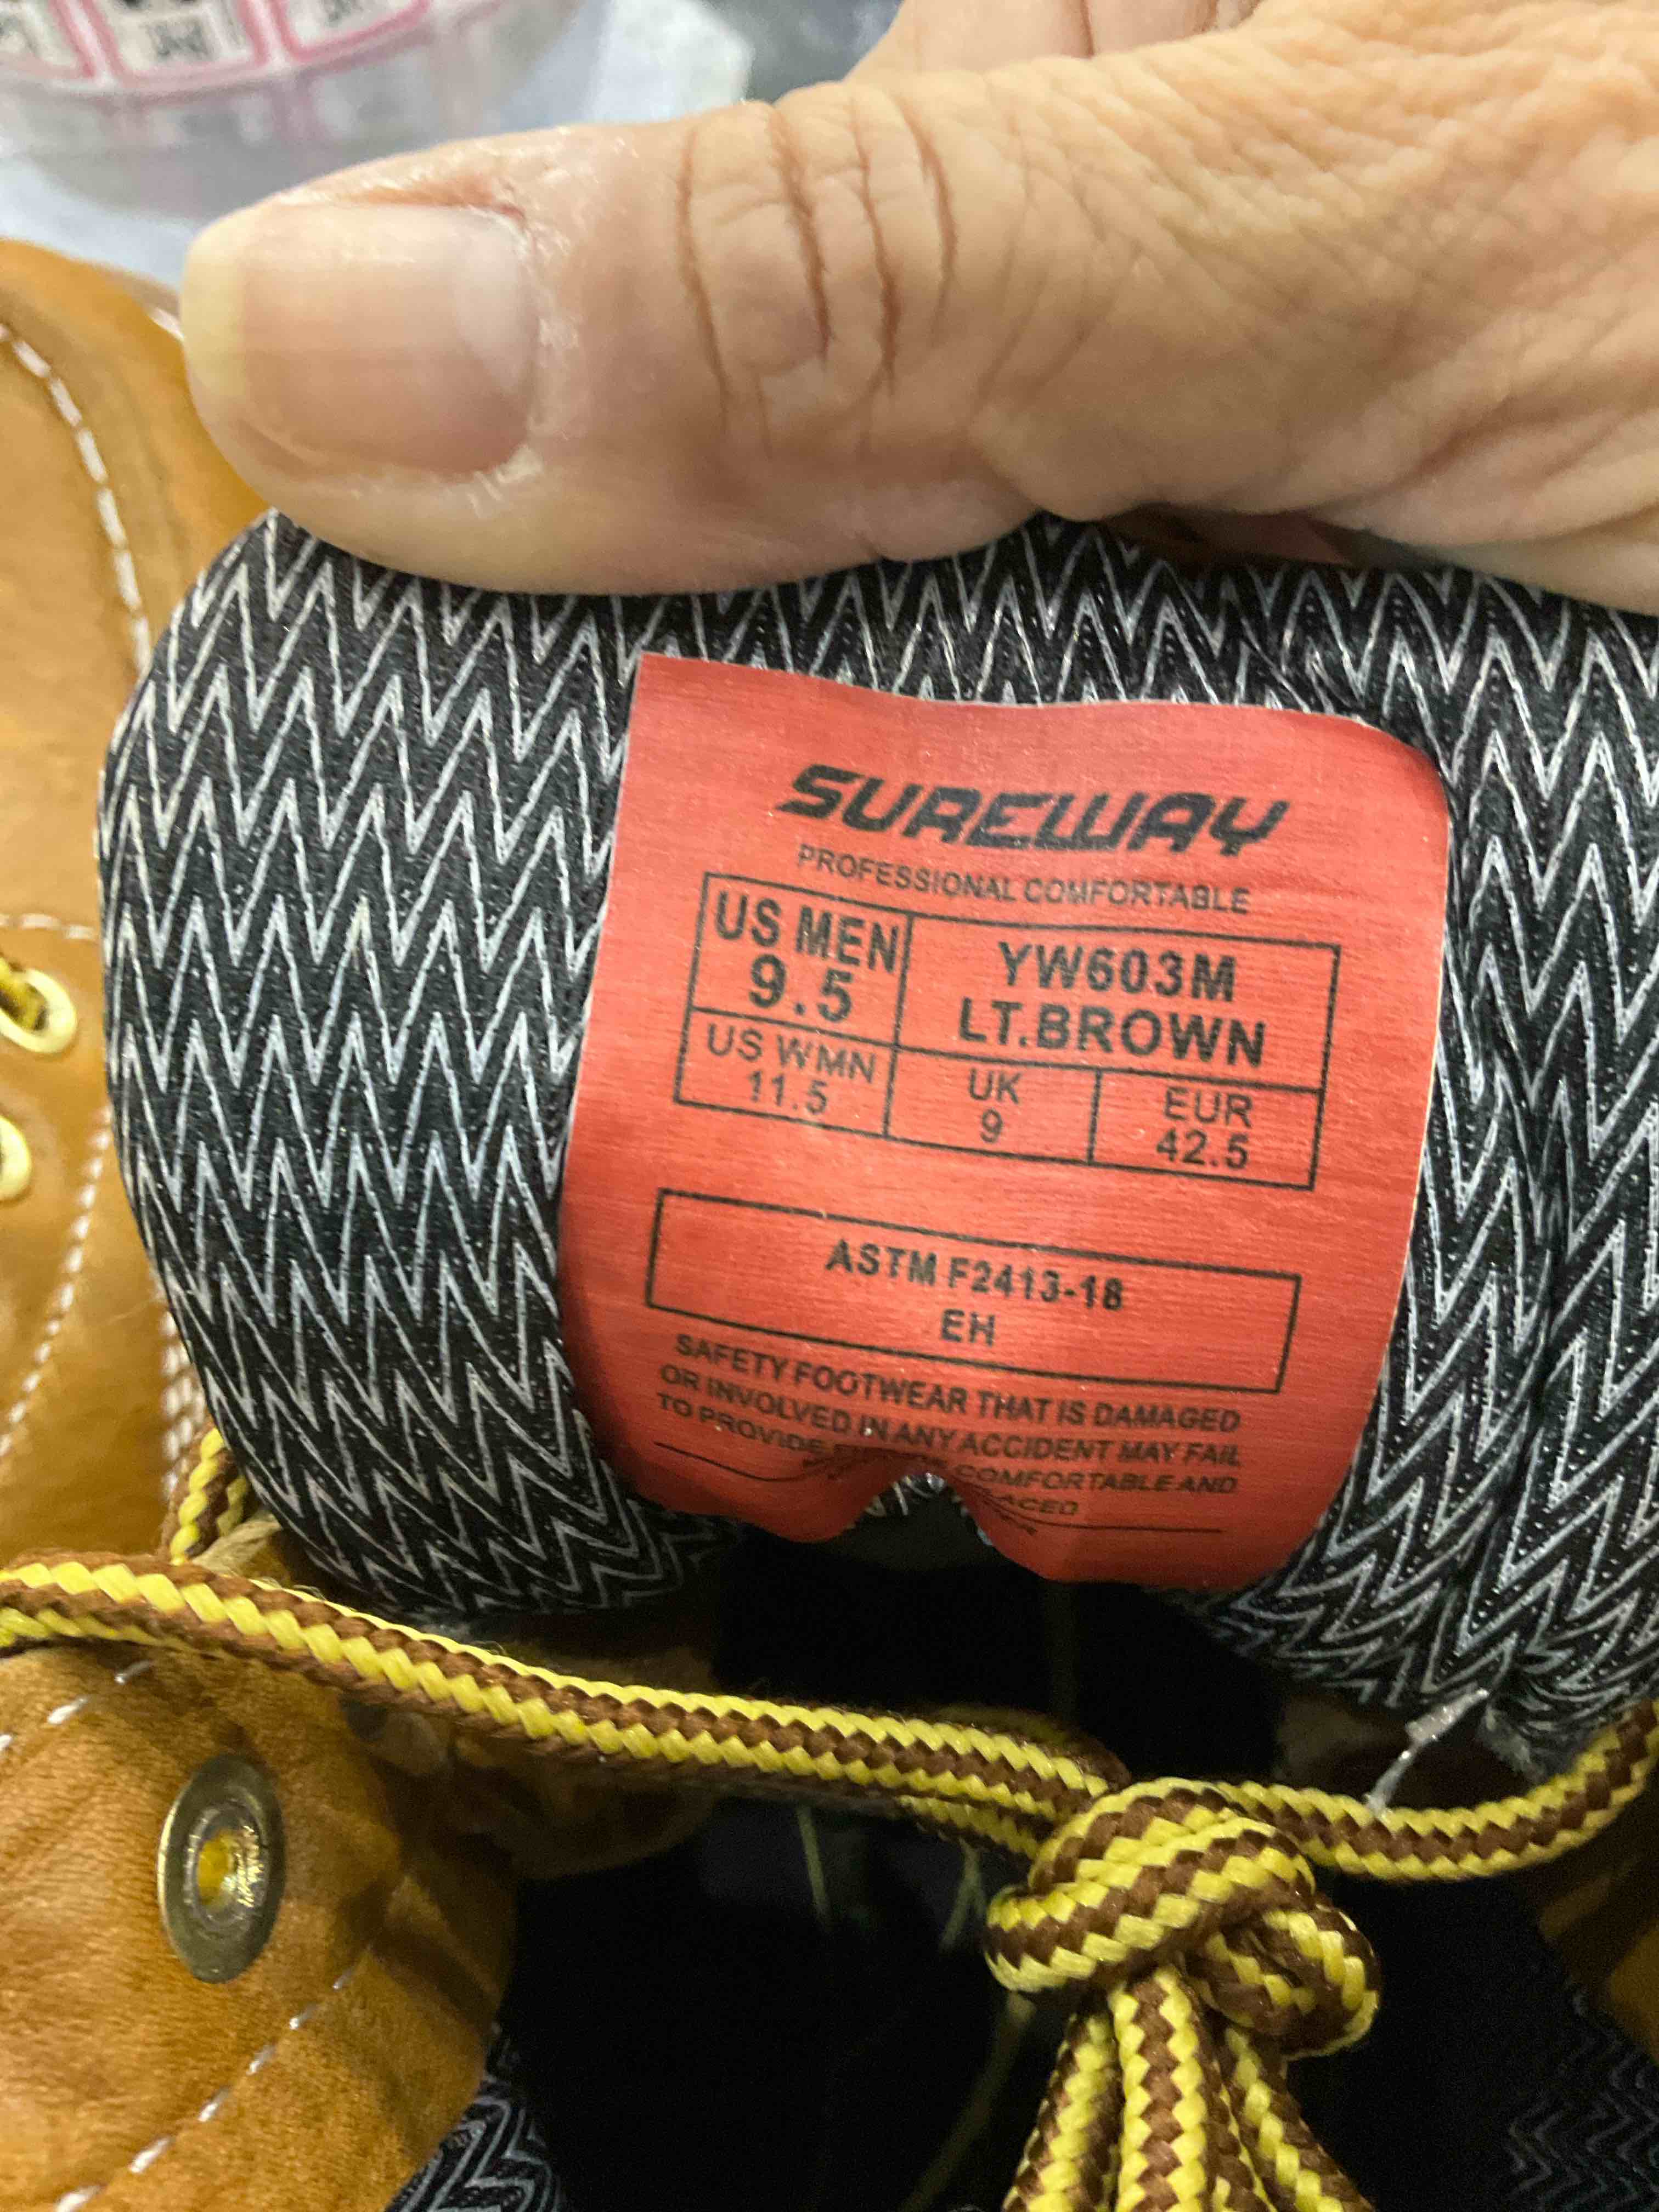 SUREWAY
PROFESSIONAL COMFORTABLE
US MEN
9.5
YW603M
LT.BROWN
US WMN
11.5
UK
9
EUR
42.5
ASTM F2413-18
EH
SAFETY FOOTWEAR THAT IS DAMAGED
OR INVOLVED IN ANY ACCIDENT MAY FAIL
TO PROVIDE COMFORTABLE AND